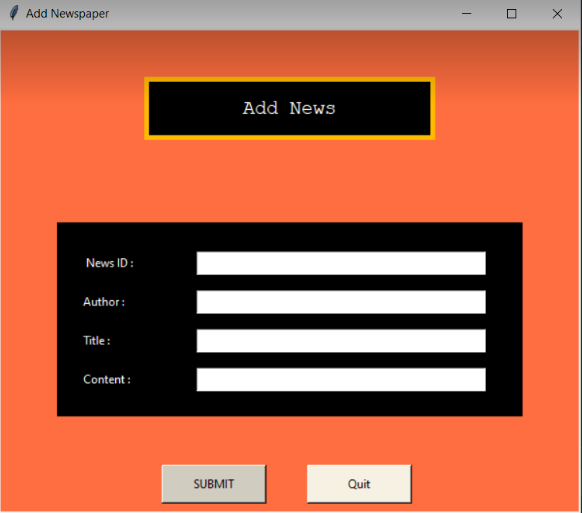 Add Newspaper
Add News
News ID :
Author :
Title :
Content :
SUBMIT
Quit